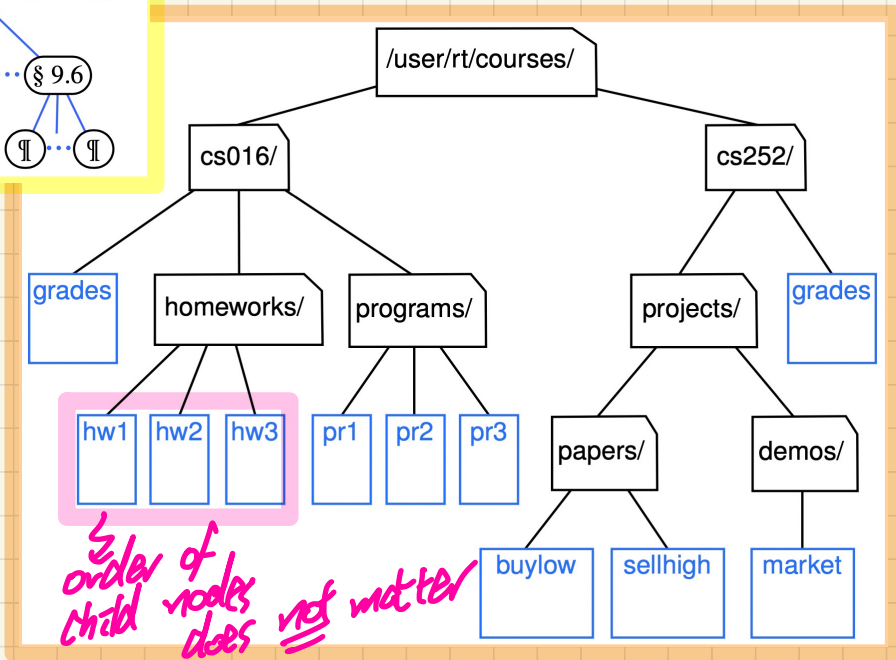 § 9.6
¶ ... ¶
/user/rt/courses/
cs016/ cs252/
grades homeworks/ programs/ projects/ grades
hw1 hw2 hw3 pr1 pr2 pr3 papers/ demos/
buylow sellhigh market
order of
child nodes
does not matter